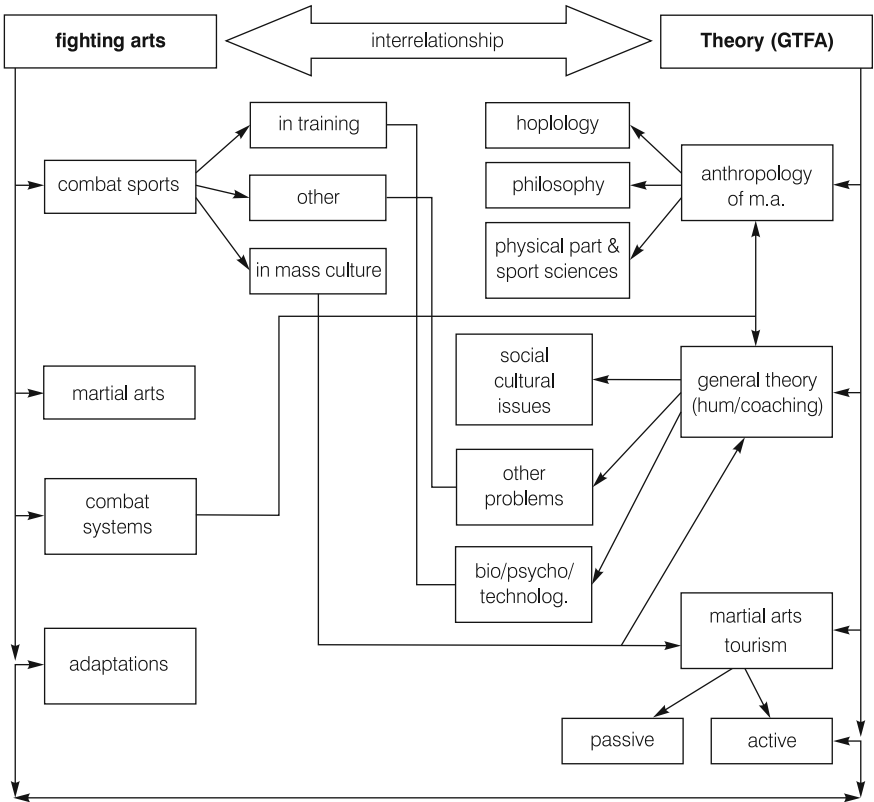 fighting arts
interrelationship
Theory (GTFA)
in training
hoplology
combat sports
anthropology
of m.a.
other
philosophy
physical part &
sport sciences
in mass culture
social
cultural
issues
general theory
(hum/coaching)
martial arts
other
problems
combat
systems
bio/psycho/
technolog.
martial arts
tourism
adaptations
passive
active